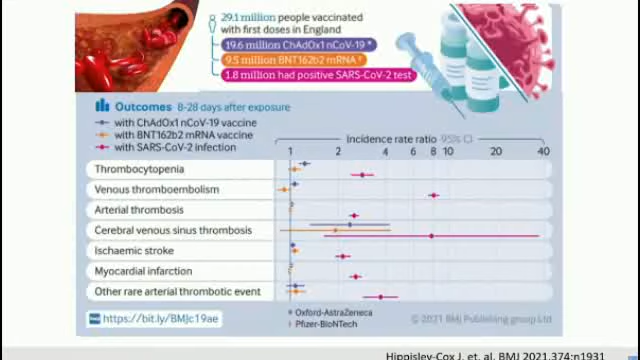 29.1 million people vaccinated
with first doses in England
19.6 million ChAdOx1 nCoV-19 *
9.5 million BNT162b2 mRNA †
1.8 million had positive SARS-CoV-2 test
Outcomes 8-28 days after exposure
with ChAdOx1 nCoV-19 vaccine
with BNT162b2 mRNA vaccine
with SARS-CoV-2 infection
Incidence rate ratio 95% CI
1 2 4 6 8 10 20 40
Thrombocytopenia
Venous thromboembolism
Arterial thrombosis
Cerebral venous sinus thrombosis
Ischaemic stroke
Myocardial infarction
Other rare arterial thrombotic event
https://bit.ly/BMJc19ae
* Oxford-AstraZeneca
† Pfizer-BioNTech
© 2021 BMJ Publishing group Ltd
Hippisley-Cox J, et. al. BMJ 2021.374:n1931